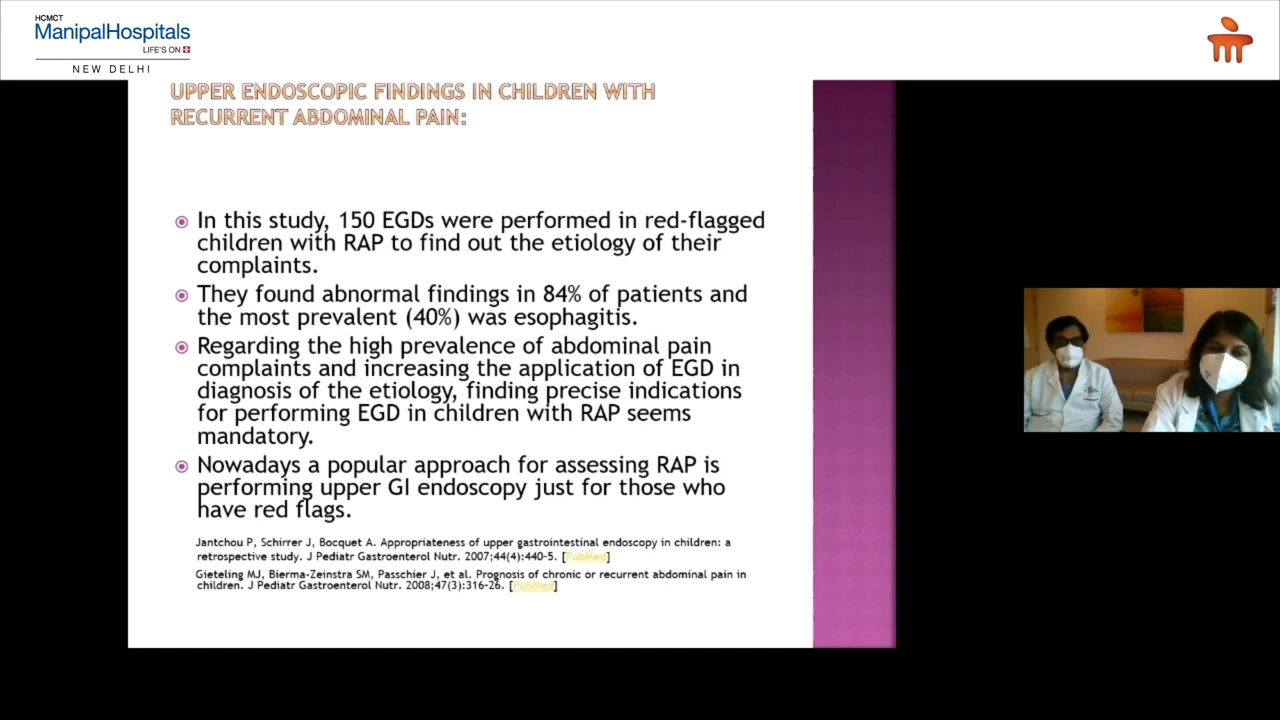 HCMCT
ManipalHospitals
LIFE'S ON
NEW DELHI
UPPER ENDOSCOPIC FINDINGS IN CHILDREN WITH
RECURRENT ABDOMINAL PAIN:
In this study, 150 EGDs were performed in red-flagged
children with RAP to find out the etiology of their
complaints.
They found abnormal findings in 84% of patients and
the most prevalent (40%) was esophagitis.
Regarding the high prevalence of abdominal pain
complaints and increasing the application of EGD in
diagnosis of the etiology, finding precise indications
for performing EGD in children with RAP seems
mandatory.
Nowadays a popular approach for assessing RAP is
performing upper GI endoscopy just for those who
have red flags.
Jantchou P, Schirrer J, Bocquet A. Appropriateness of upper gastrointestinal endoscopy in children: a
retrospective study. J Pediatr Gastroenterol Nutr. 2007;44(4):440-5. [PubMed]
Gieteling MJ, Bierma-Zeinstra SM, Passchier J, et al. Prognosis of chronic or recurrent abdominal pain in
children. J Pediatr Gastroenterol Nutr. 2008;47(3):316-26. [PubMed]